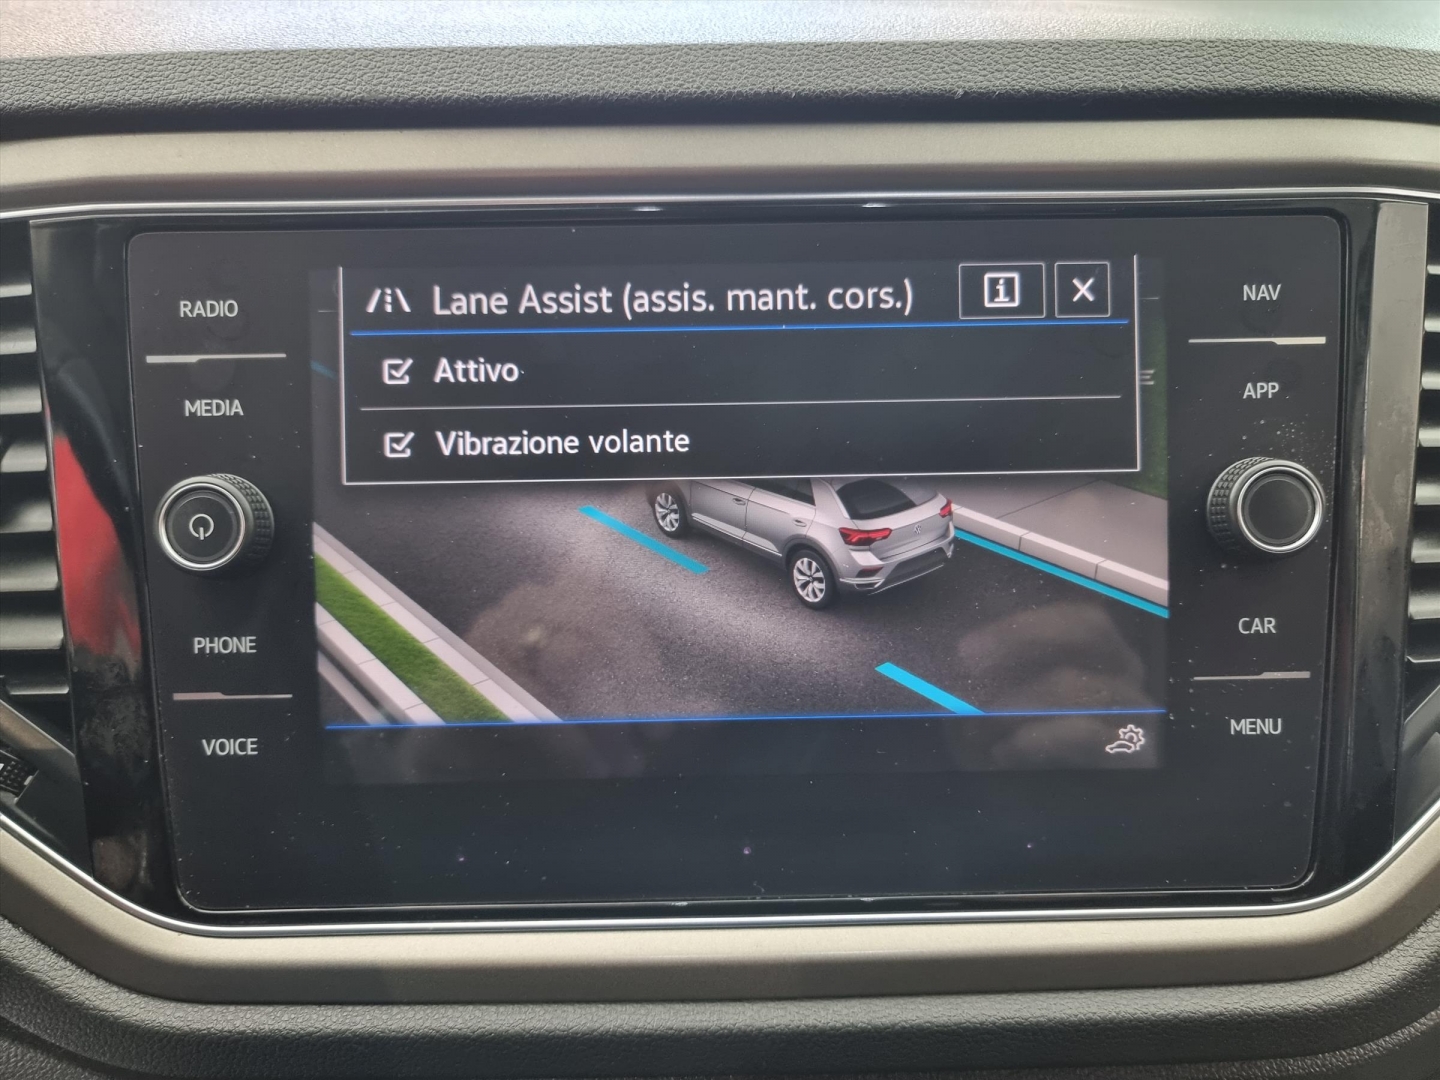 RADIO
MEDIA
PHONE
VOICE
Lane Assist (assis. mant. cors.)
i
Attivo
Vibrazione volante
NAV
APP
CAR
MENU